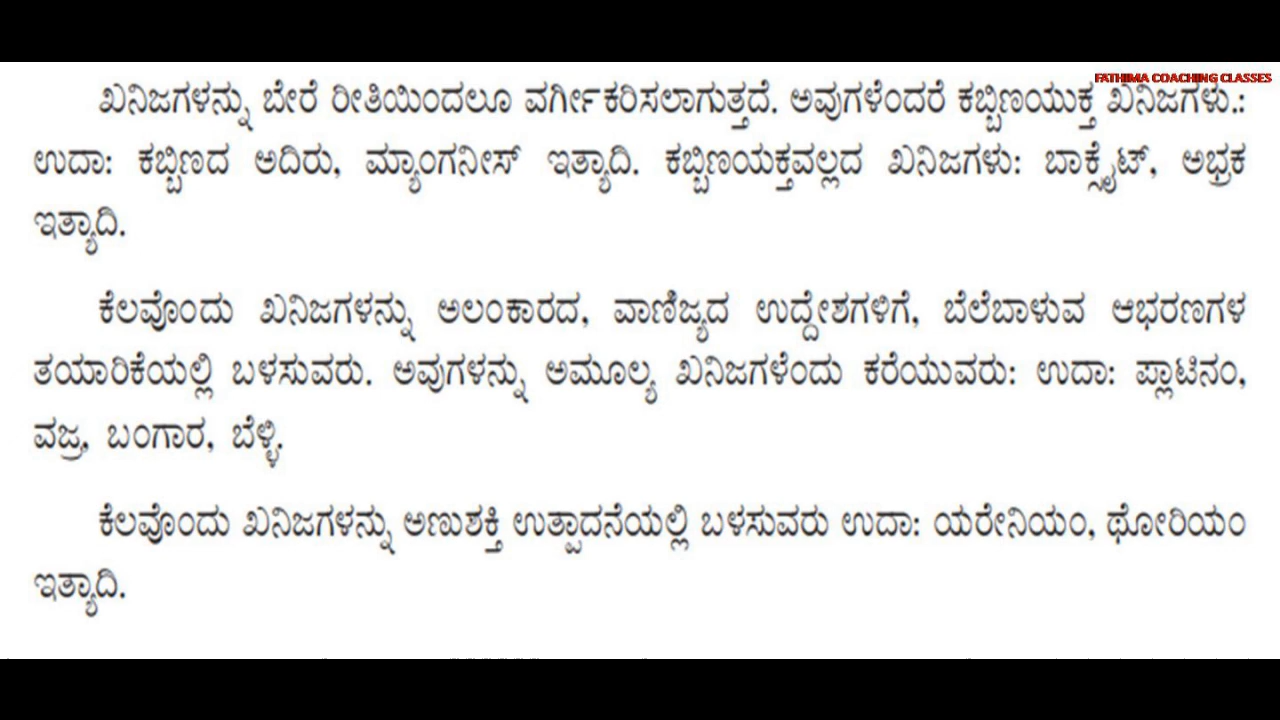 FATHIMA COACHING CLASSES
ಖನಿಜಗಳನ್ನು ಬೇರೆ ರೀತಿಯಿಂದಲೂ ವರ್ಗೀಕರಿಸಲಾಗುತ್ತದೆ. ಅವುಗಳೆಂದರೆ ಕಬ್ಬಿಣಯುಕ್ತ ಖನಿಜಗಳು.:
ಉದಾ: ಕಬ್ಬಿಣದ ಅದಿರು, ಮ್ಯಾಂಗನೀಸ್ ಇತ್ಯಾದಿ. ಕಬ್ಬಿಣಯಕ್ತವಲ್ಲದ ಖನಿಜಗಳು: ಬಾಕ್ಸೈಟ್, ಅಭ್ರಕ
ಇತ್ಯಾದಿ.
ಕೆಲವೊಂದು ಖನಿಜಗಳನ್ನು ಅಲಂಕಾರದ, ವಾಣಿಜ್ಯದ ಉದ್ದೇಶಗಳಿಗೆ, ಬೆಲೆಬಾಳುವ ಆಭರಣಗಳ
ತಯಾರಿಕೆಯಲ್ಲಿ ಬಳಸುವರು. ಅವುಗಳನ್ನು ಅಮೂಲ್ಯ ಖನಿಜಗಳೆಂದು ಕರೆಯುವರು: ಉದಾ: ಪ್ಲಾಟಿನಂ,
ವಜ್ರ, ಬಂಗಾರ, ಬೆಳ್ಳಿ.
ಕೆಲವೊಂದು ಖನಿಜಗಳನ್ನು ಅಣುಶಕ್ತಿ ಉತ್ಪಾದನೆಯಲ್ಲಿ ಬಳಸುವರು ಉದಾ: ಯರೇನಿಯಂ, ಥೋರಿಯಂ
ಇತ್ಯಾದಿ.